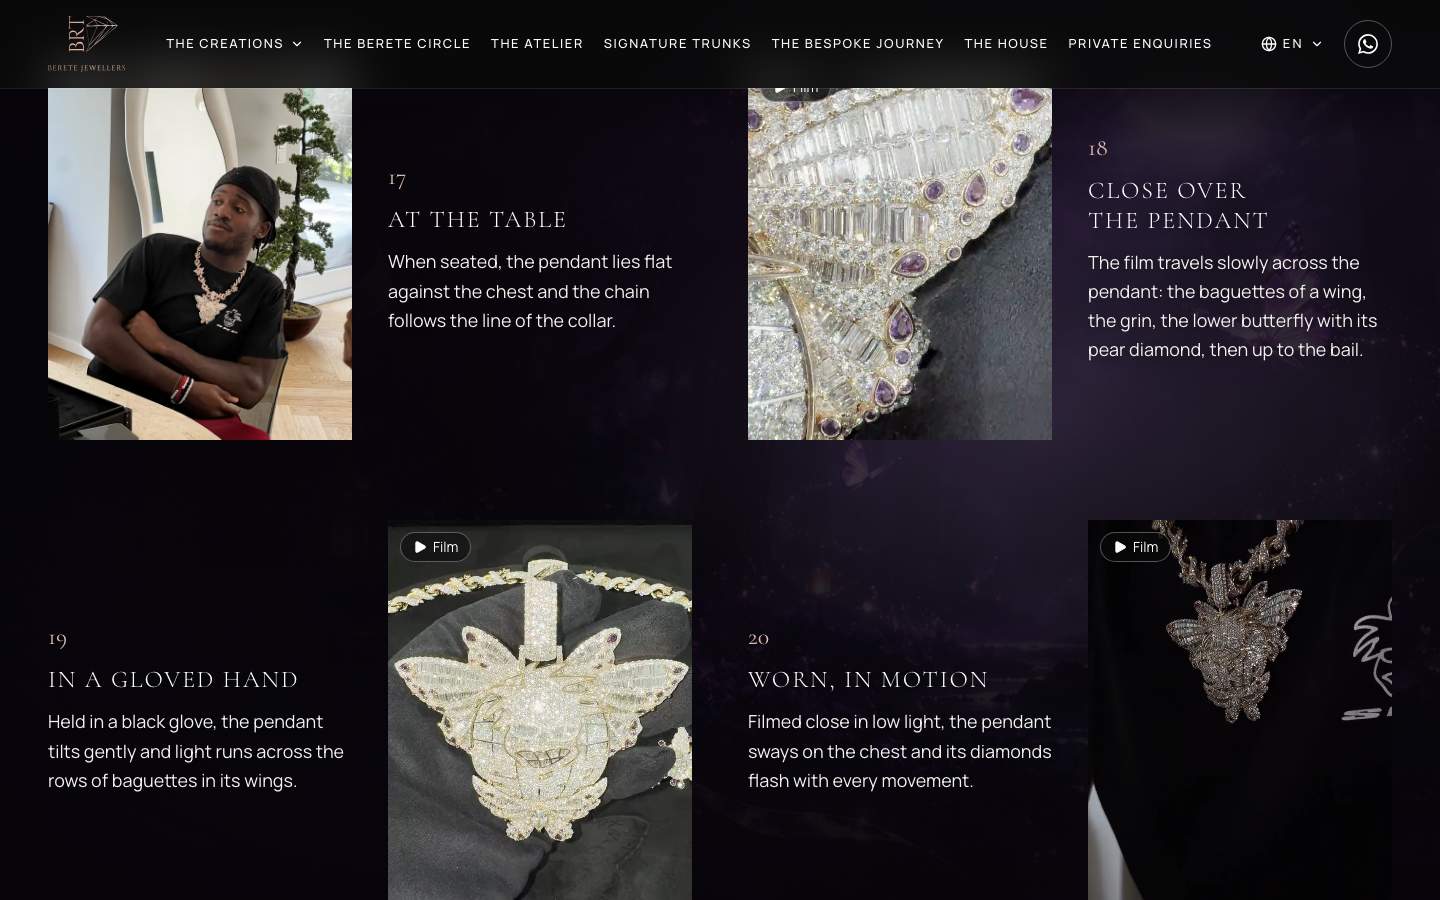 BRT
BERETE JEWELLERS
THE CREATIONS
THE BERETE CIRCLE
THE ATELIER
SIGNATURE TRUNKS
THE BESPOKE JOURNEY
THE HOUSE
PRIVATE ENQUIRIES
EN
17
AT THE TABLE
When seated, the pendant lies flat
against the chest and the chain
follows the line of the collar.
Film
18
CLOSE OVER
THE PENDANT
The film travels slowly across the
pendant: the baguettes of a wing,
the grin, the lower butterfly with its
pear diamond, then up to the bail.
19
IN A GLOVED HAND
Held in a black glove, the pendant
tilts gently and light runs across the
rows of baguettes in its wings.
Film
20
WORN, IN MOTION
Filmed close in low light, the pendant
sways on the chest and its diamonds
flash with every movement.
Film